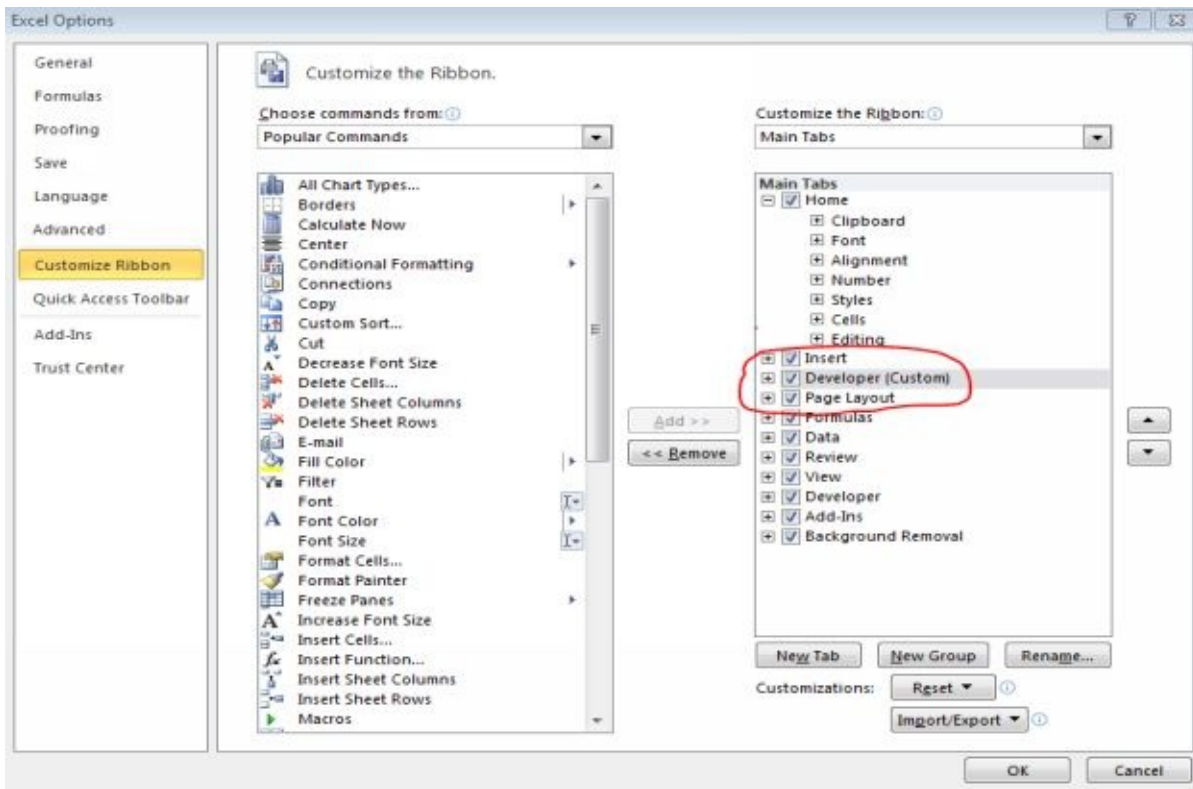 Excel Options
General
Formulas
Proofing
Save
Language
Advanced
Customize Ribbon
Quick Access Toolbar
Add-Ins
Trust Center
Customize the Ribbon.
Choose commands from:
Popular Commands
All Chart Types...
Borders
Calculate Now
Center
Conditional Formatting
Connections
Copy
Custom Sort...
Cut
Decrease Font Size
Delete Cells...
Delete Sheet Columns
Delete Sheet Rows
E-mail
Fill Color
Filter
Font
Font Color
Font Size
Format Cells...
Format Painter
Freeze Panes
Increase Font Size
Insert Cells...
Insert Function...
Insert Sheet Columns
Insert Sheet Rows
Macros
Add >>
<< Remove
Customize the Ribbon:
Main Tabs
Main Tabs
Home
Clipboard
Font
Alignment
Number
Styles
Cells
Editing
Insert
Developer (Custom)
Page Layout
Formulas
Data
Review
View
Developer
Add-Ins
Background Removal
New Tab
New Group
Rename...
Customizations:
Reset
Import/Export
OK
Cancel